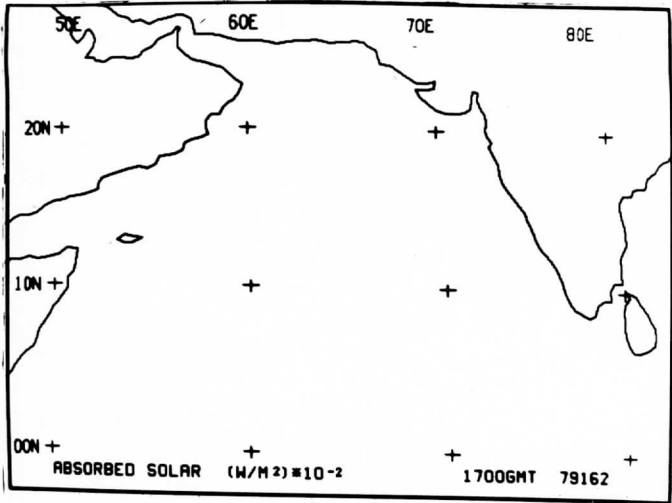 50E 60E 70E 80E
20N
10N
00N
ABSORBED SOLAR (W/M2)*10-2 1700GMT 79162